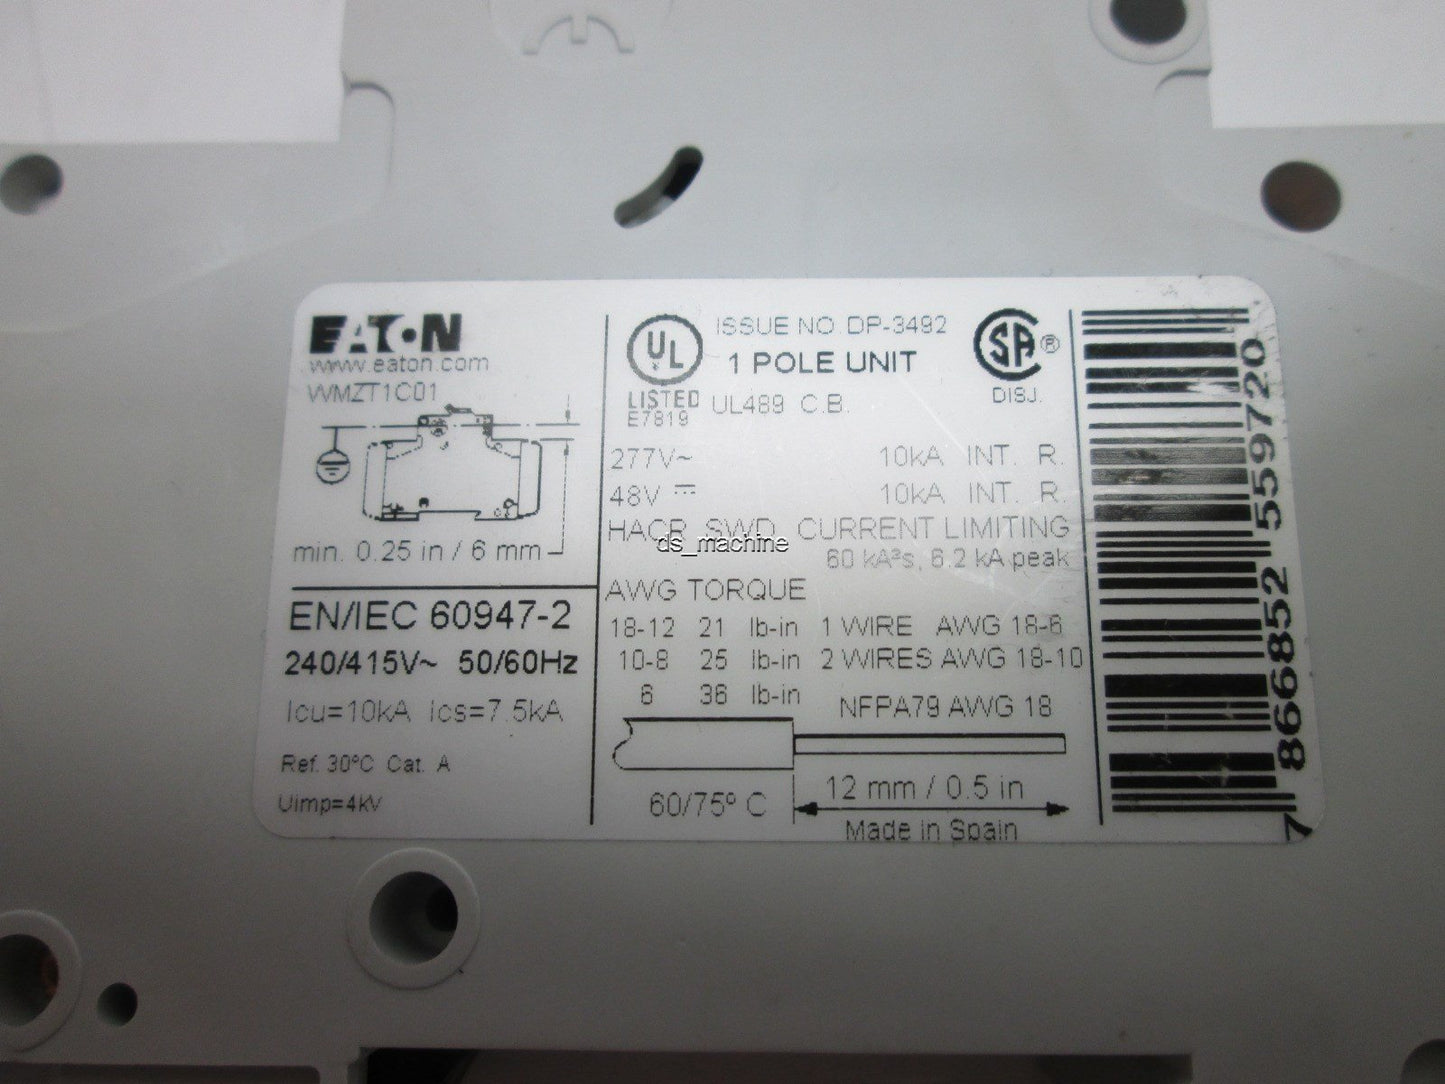 EATON
www.eaton.com
WMZT1C01
min. 0.25 in / 6 mm
EN/IEC 60947-2
240/415V~ 50/60Hz
Icu=10kA Ics=7.5kA
Ref. 30°C Cat. A
Uimp=4kV
UL
LISTED
E7819
ISSUE NO DP-3492
1 POLE UNIT
UL489 C.B.
SA ®
DISJ.
277V~ 10kA INT. R.
48V ⎓ 10kA INT. R.
HACR SWD CURRENT LIMITING
ds_machine
60 kA²s, 6.2 kA peak
AWG TORQUE
18-12 21 lb-in 1 WIRE AWG 18-6
10-8 25 lb-in 2 WIRES AWG 18-10
6 36 lb-in NFPA79 AWG 18
60/75º C
12 mm / 0.5 in
Made in Spain
7 866852 559720